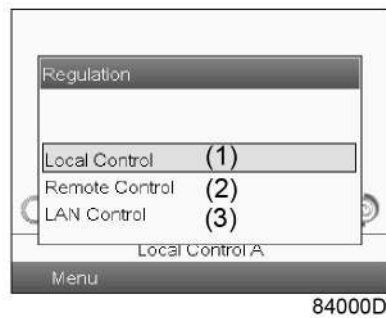 Regulation
Local Control (1)
Remote Control (2)
LAN Control (3)
Local Control A
Menu
84000D